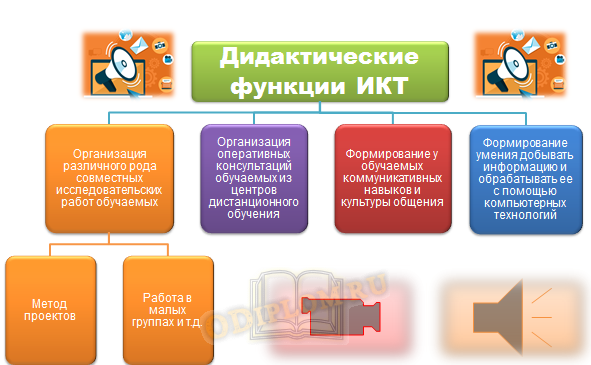 Дидактические
функции ИКТ
Организация
различного рода
совместных
исследовательских
работ обучаемых
Организация
оперативных
консультаций
обучаемых из
центров
дистанционного
обучения
Формирование у
обучаемых
коммуникативных
навыков и
культуры общения
Формирование
умения добывать
информацию и
обрабатывать ее
с помощью
компьютерных
технологий
Метод
проектов
Работа в
малых
группах и т.д.
ODIPLOM.RU